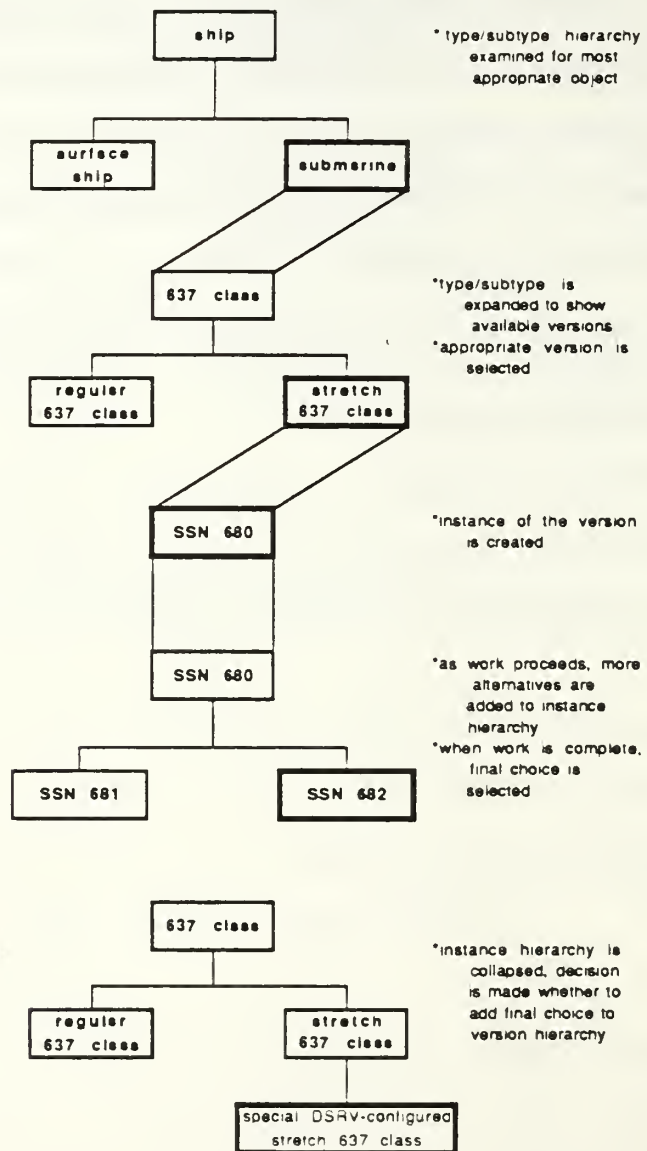 ship
*type/subtype hierarchy
examined for most
appropriate object
surface
ship
submarine
637 class
*type/subtype is
expanded to show
available versions
*appropriate version is
selected
regular
637 class
stretch
637 class
SSN 680
*instance of the version
is created
SSN 680
*as work proceeds, more
alternatives are
added to instance
hierarchy
*when work is complete,
final choice is
selected
SSN 681
SSN 682
637 class
*instance hierarchy is
collapsed, decision
is made whether to
add final choice to
version hierarchy
regular
637 class
stretch
637 class
special DSRV-configured
stretch 637 class